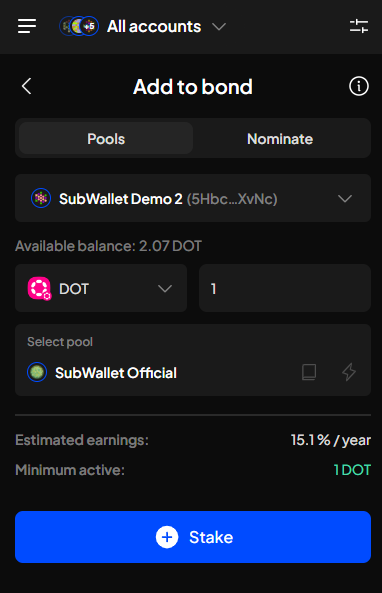 +5 All accounts
Add to bond
Pools Nominate
SubWallet Demo 2 (5Hbc...XvNc)
Available balance: 2.07 DOT
DOT 1
Select pool
SubWallet Official
Estimated earnings: 15.1 % / year
Minimum active: 1 DOT
Stake